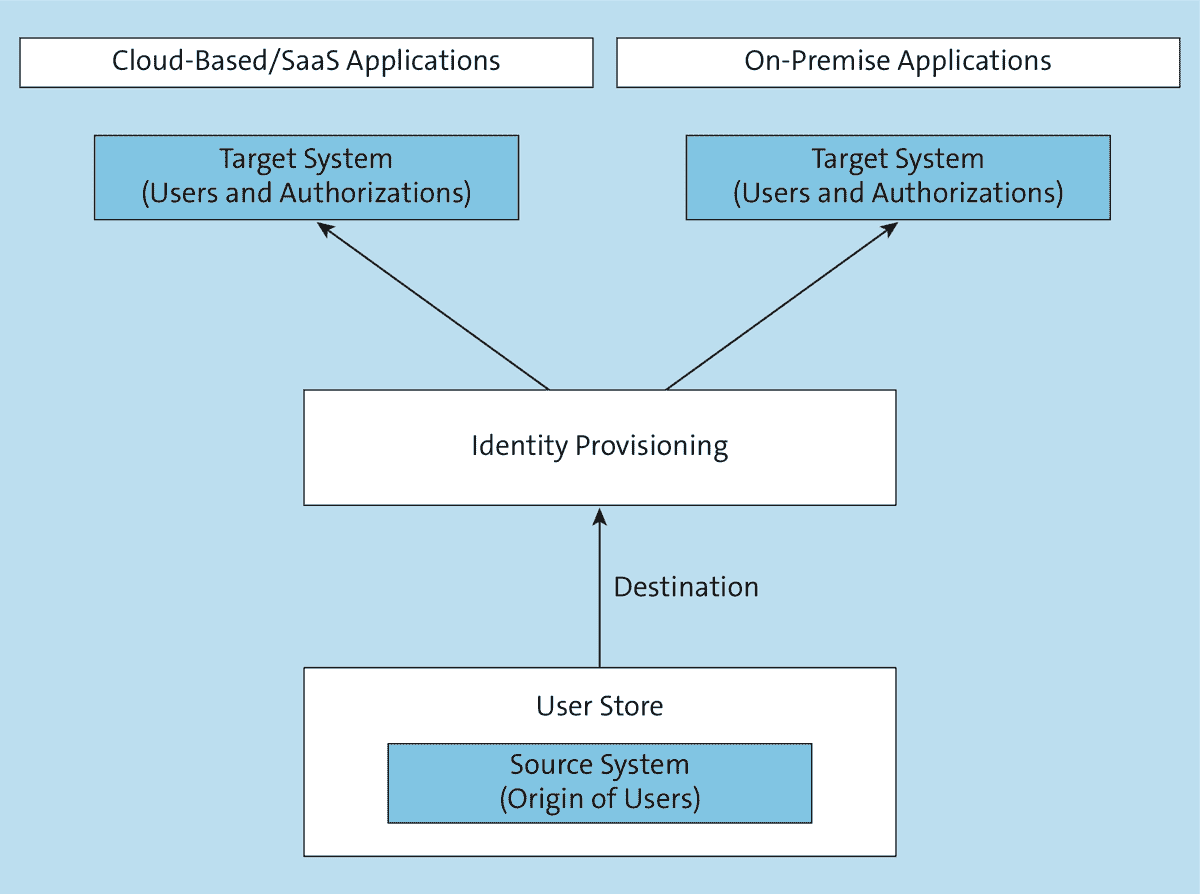 Cloud-Based/SaaS Applications
On-Premise Applications
Target System
(Users and Authorizations)
Target System
(Users and Authorizations)
Identity Provisioning
Destination
User Store
Source System
(Origin of Users)